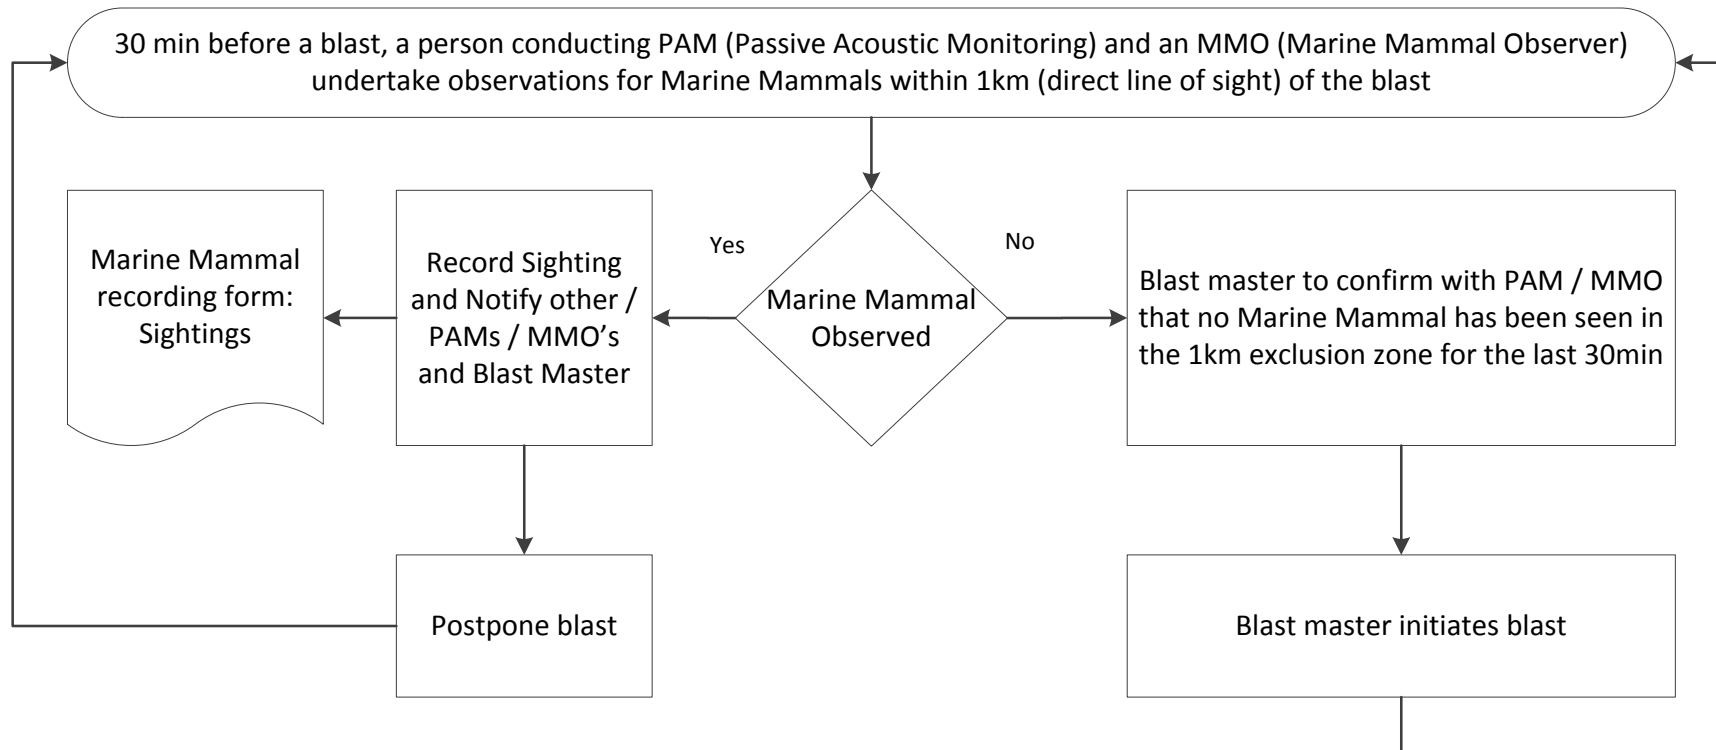 30 min before a blast, a person conducting PAM (Passive Acoustic Monitoring) and an MMO (Marine Mammal Observer)
undertake observations for Marine Mammals within 1km (direct line of sight) of the blast
Marine Mammal
recording form:
Sightings
Record Sighting
and Notify other /
PAMs / MMO’s
and Blast Master
Yes
Marine Mammal
Observed
No
Blast master to confirm with PAM / MMO
that no Marine Mammal has been seen in
the 1km exclusion zone for the last 30min
Postpone blast
Blast master initiates blast